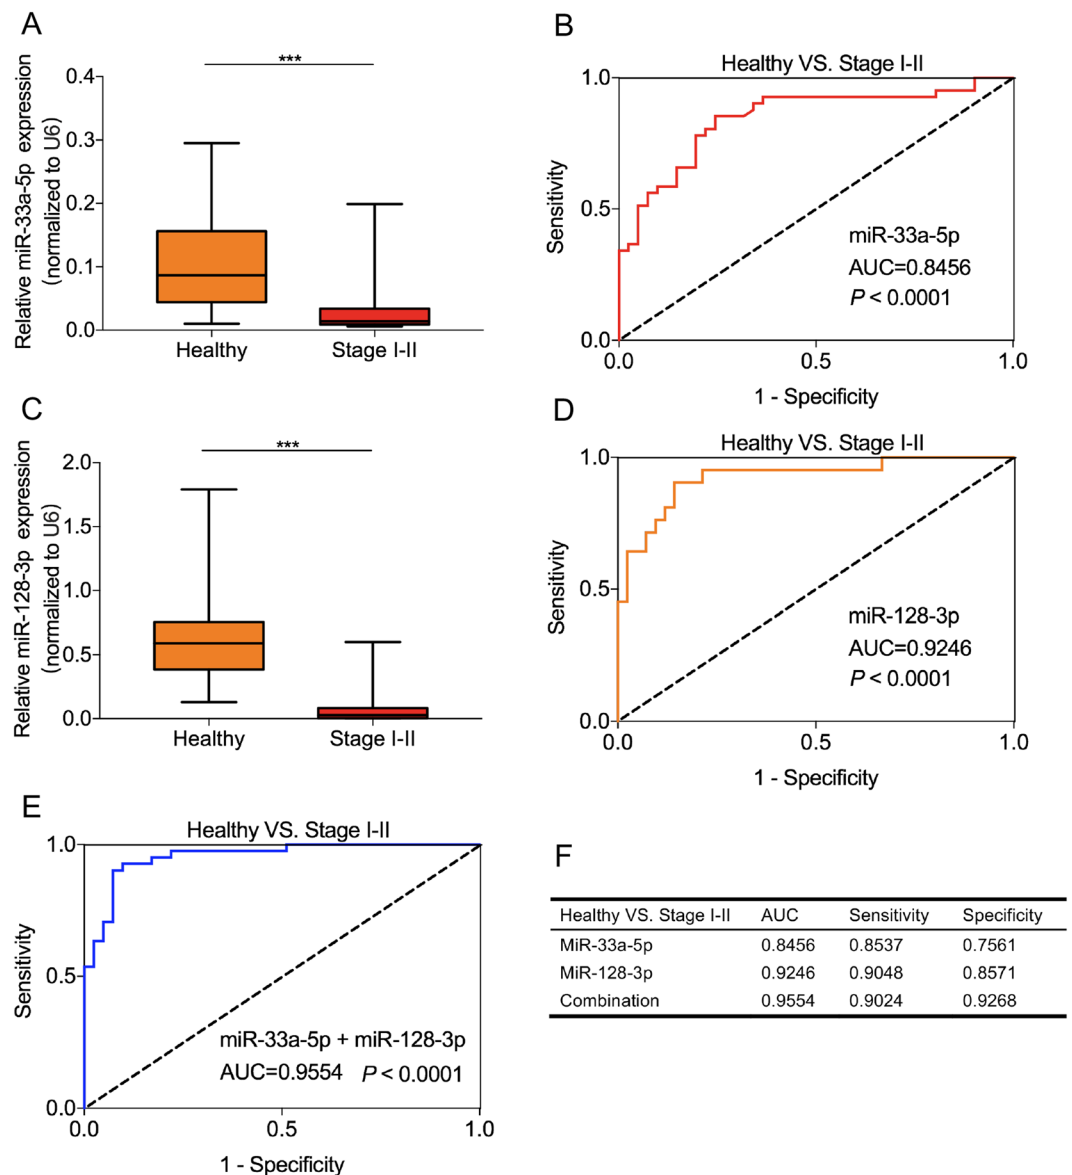 A
***
Relative miR-33a-5p expression
(normalized to U6)
0.4
0.3
0.2
0.1
0.0
Healthy
Stage I-II
B
Healthy VS. Stage I-II
Sensitivity
1.0
0.5
0.0
miR-33a-5p
AUC=0.8456
P < 0.0001
0.0
0.5
1.0
1 - Specificity
C
***
Relative miR-128-3p expression
(normalized to U6)
2.0
1.5
1.0
0.5
0.0
Healthy
Stage I-II
D
Healthy VS. Stage I-II
Sensitivity
1.0
0.5
0.0
miR-128-3p
AUC=0.9246
P < 0.0001
0.0
0.5
1.0
1 - Specificity
E
Healthy VS. Stage I-II
Sensitivity
1.0
0.5
0.0
miR-33a-5p + miR-128-3p
AUC=0.9554 P < 0.0001
0.0
0.5
1.0
1 - Specificity
F
Healthy VS. Stage I-II AUC Sensitivity Specificity
MiR-33a-5p 0.8456 0.8537 0.7561
MiR-128-3p 0.9246 0.9048 0.8571
Combination 0.9554 0.9024 0.9268